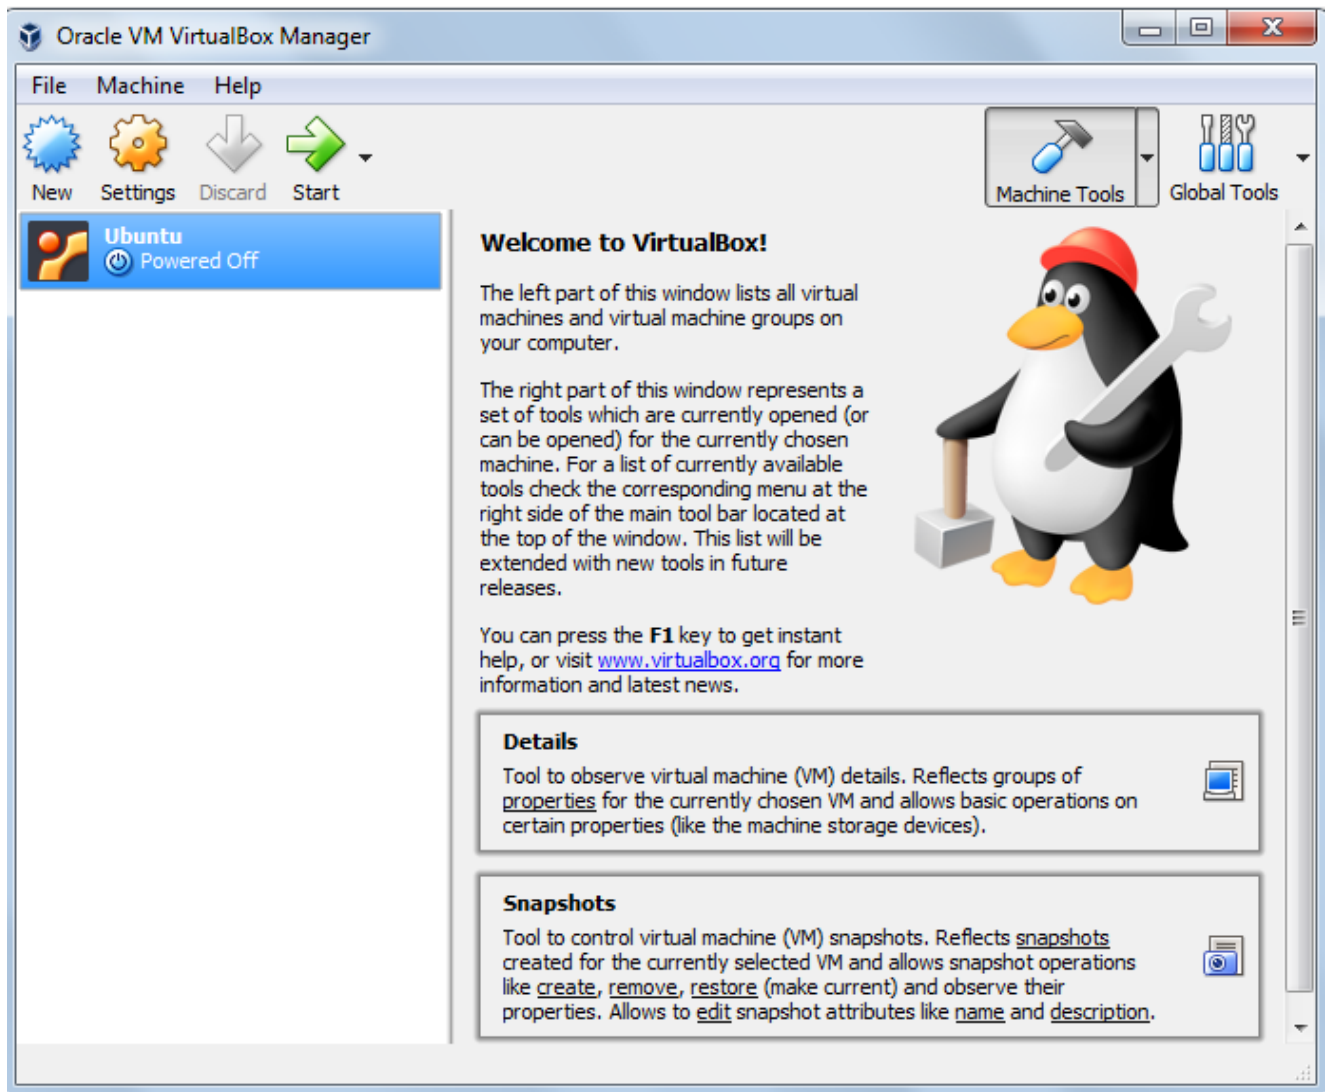 Oracle VM VirtualBox Manager
File Machine Help
New Settings Discard Start
Machine Tools Global Tools
Ubuntu
Powered Off
Welcome to VirtualBox!
The left part of this window lists all virtual
machines and virtual machine groups on
your computer.
The right part of this window represents a
set of tools which are currently opened (or
can be opened) for the currently chosen
machine. For a list of currently available
tools check the corresponding menu at the
right side of the main tool bar located at
the top of the window. This list will be
extended with new tools in future
releases.
You can press the F1 key to get instant
help, or visit www.virtualbox.org for more
information and latest news.
Details
Tool to observe virtual machine (VM) details. Reflects groups of
properties for the currently chosen VM and allows basic operations on
certain properties (like the machine storage devices).
Snapshots
Tool to control virtual machine (VM) snapshots. Reflects snapshots
created for the currently selected VM and allows snapshot operations
like create, remove, restore (make current) and observe their
properties. Allows to edit snapshot attributes like name and description.